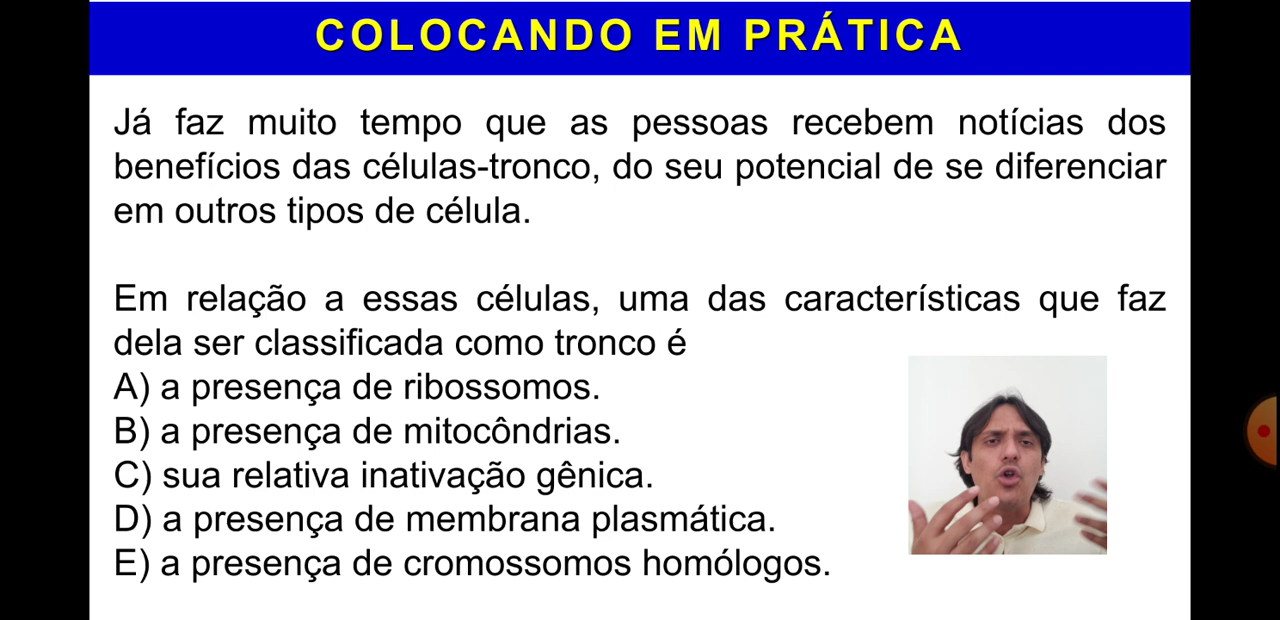 COLOCANDO EM PRÁTICA
Já faz muito tempo que as pessoas recebem notícias dos
benefícios das células-tronco, do seu potencial de se diferenciar
em outros tipos de célula.
Em relação a essas células, uma das características que faz
dela ser classificada como tronco é
A) a presença de ribossomos.
B) a presença de mitocôndrias.
C) sua relativa inativação gênica.
D) a presença de membrana plasmática.
E) a presença de cromossomos homólogos.